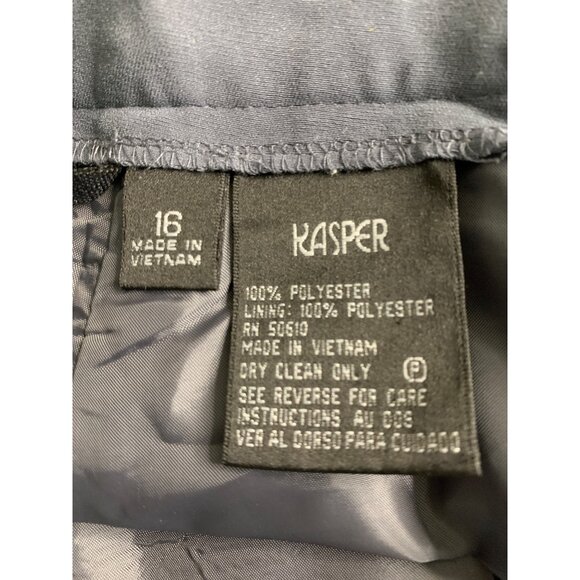 16
MADE IN
VIETNAM
KASPER
100% POLYESTER
LINING: 100% POLYESTER
RN 50610
MADE IN VIETNAM
DRY CLEAN ONLY Ⓟ
SEE REVERSE FOR CARE
INSTRUCTIONS AU DOS
VER AL DORSO PARA CUIDADO